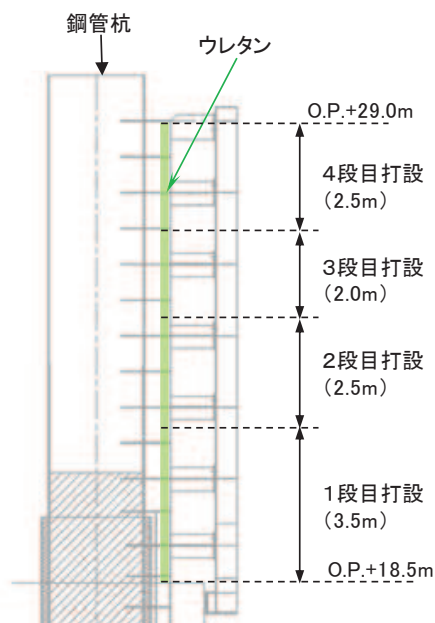 鋼管杭
ウレタン
O.P.+29.0m
4段目打設
(2.5m)
3段目打設
(2.0m)
2段目打設
(2.5m)
1段目打設
(3.5m)
O.P.+18.5m